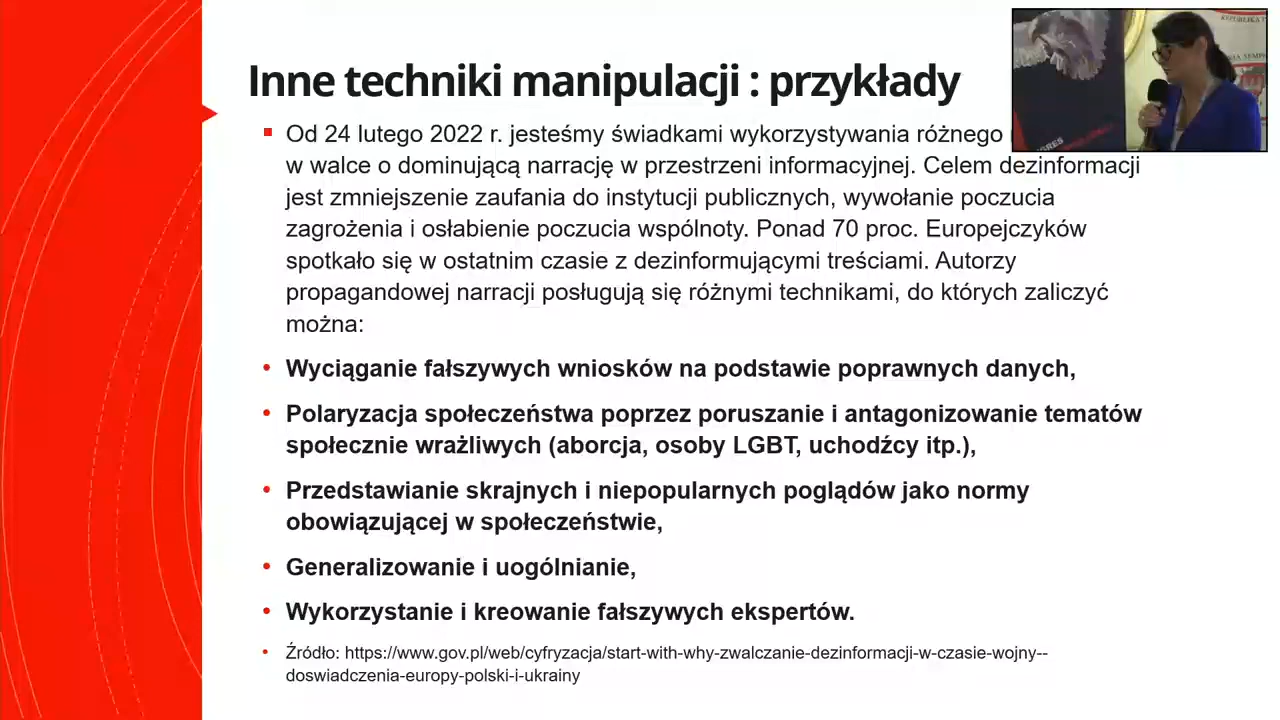 Inne techniki manipulacji : przykłady
Od 24 lutego 2022 r. jesteśmy świadkami wykorzystywania różnego
w walce o dominującą narrację w przestrzeni informacyjnej. Celem dezinformacji
jest zmniejszenie zaufania do instytucji publicznych, wywołanie poczucia
zagrożenia i osłabienie poczucia wspólnoty. Ponad 70 proc. Europejczyków
spotkało się w ostatnim czasie z dezinformującymi treściami. Autorzy
propagandowej narracji posługują się różnymi technikami, do których zaliczyć
można:
• Wyciąganie fałszywych wniosków na podstawie poprawnych danych,
• Polaryzacja społeczeństwa poprzez poruszanie i antagonizowanie tematów
społecznie wrażliwych (aborcja, osoby LGBT, uchodźcy itp.),
• Przedstawianie skrajnych i niepopularnych poglądów jako normy
obowiązującej w społeczeństwie,
• Generalizowanie i uogólnianie,
• Wykorzystanie i kreowanie fałszywych ekspertów.
• Źródło: https://www.gov.pl/web/cyfryzacja/start-with-why-zwalczanie-dezinformacji-w-czasie-wojny--
doswiadczenia-europy-polski-i-ukrainy